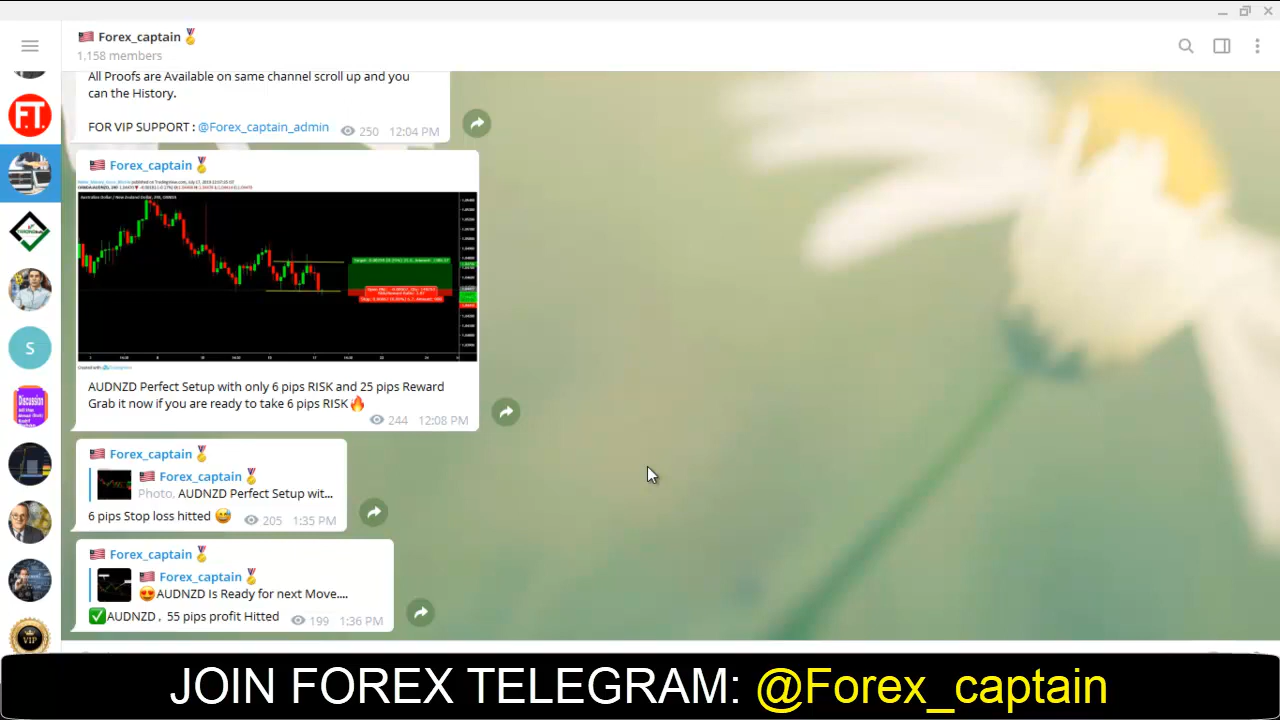 Forex_captain
1,158 members
All Proofs are Available on same channel scroll up and you
can the History.
FOR VIP SUPPORT : @Forex_captain_admin
250 12:04 PM
F.T.
Forex_captain
AUDNZD Perfect Setup with only 6 pips RISK and 25 pips Reward
Grab it now if you are ready to take 6 pips RISK🔥
244 12:08 PM
S
Discussion
Forex_captain
Forex_captain
Photo, AUDNZD Perfect Setup wit...
6 pips Stop loss hitted 😅 205 1:35 PM
Forex_captain
Forex_captain
😍AUDNZD Is Ready for next Move....
✅AUDNZD , 55 pips profit Hitted 199 1:36 PM
VIP
JOIN FOREX TELEGRAM: @Forex_captain